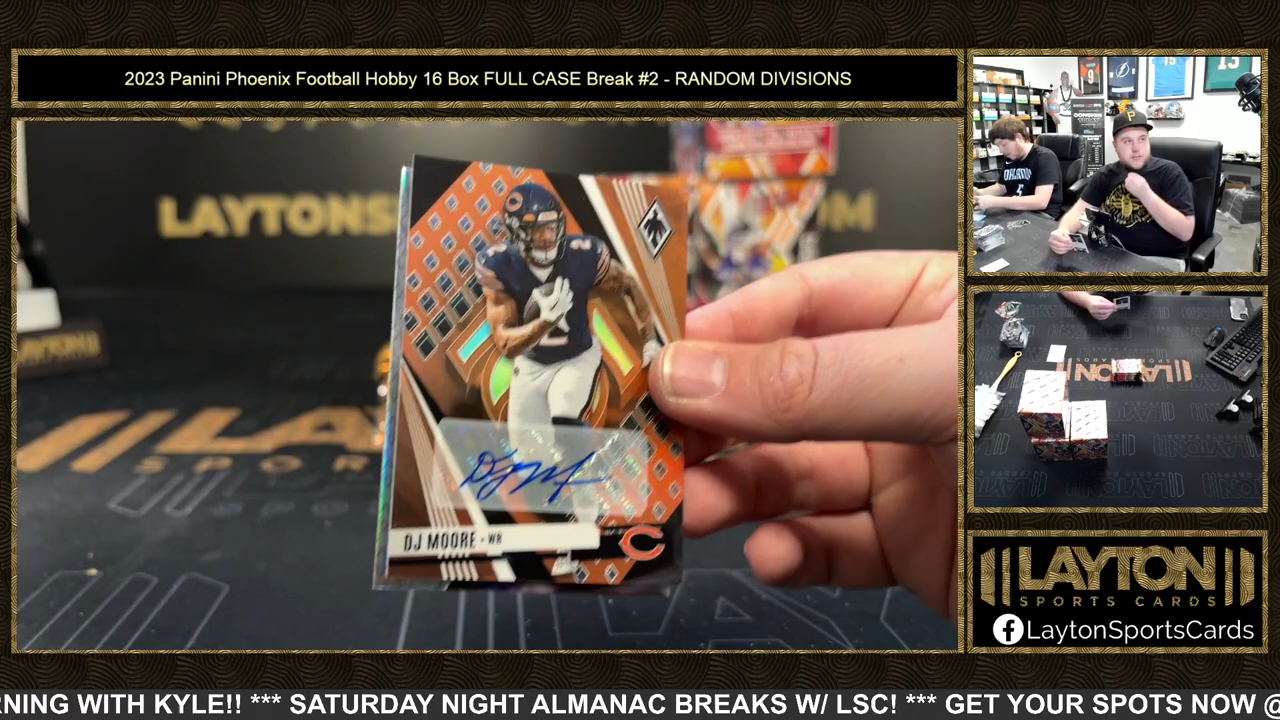 2023 Panini Phoenix Football Hobby 16 Box FULL CASE Break #2 - RANDOM DIVISIONS
LAYTONS
M
DJ MOORE • WR
LAYTON
SPORTS CARDS
LaytonSportsCards
RNING WITH KYLE!! *** SATURDAY NIGHT ALMANAC BREAKS W/ LSC! *** GET YOUR SPOTS NOW @